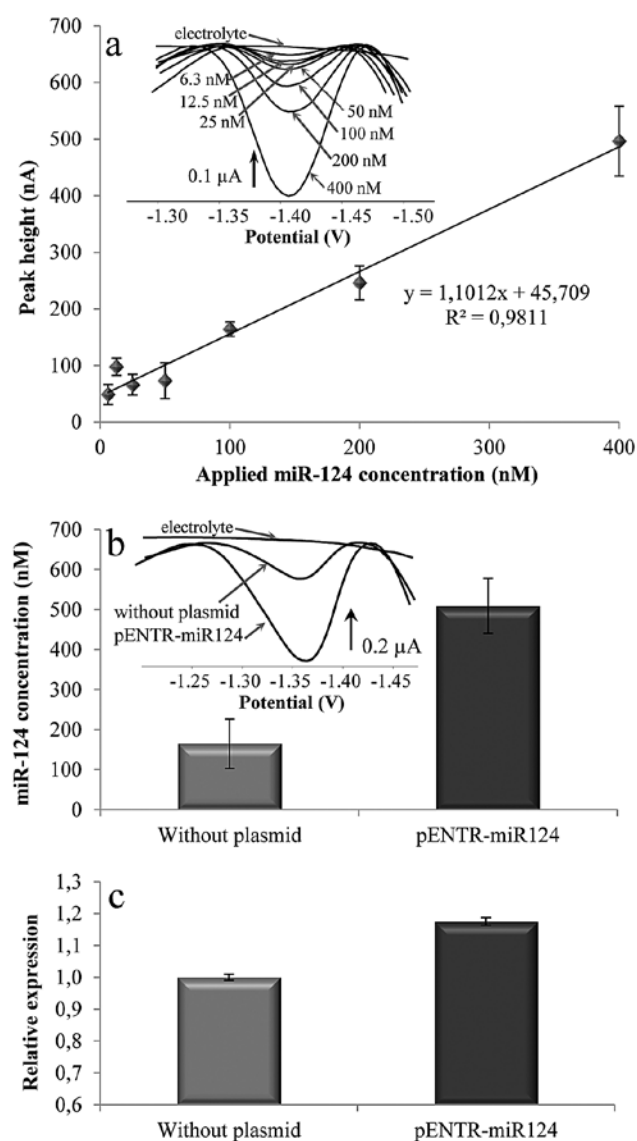 a
Peak height (nA)
700
600
500
400
300
200
100
0
electrolyte
6.3 nM
12.5 nM
25 nM
50 nM
100 nM
200 nM
400 nM
0.1 µA
-1.30 -1.35 -1.40 -1.45 -1.50
Potential (V)
y = 1,1012x + 45,709
R² = 0,9811
0 100 200 300 400
Applied miR-124 concentration (nM)
b
miR-124 concentration (nM)
700
600
500
400
300
200
100
0
electrolyte
without plasmid
pENTR-miR124
0.2 µA
-1.25 -1.30 -1.35 -1.40 -1.45
Potential (V)
Without plasmid pENTR-miR124
c
Relative expression
1,3
1,2
1,1
1,0
0,9
0,8
0,7
0,6
Without plasmid pENTR-miR124